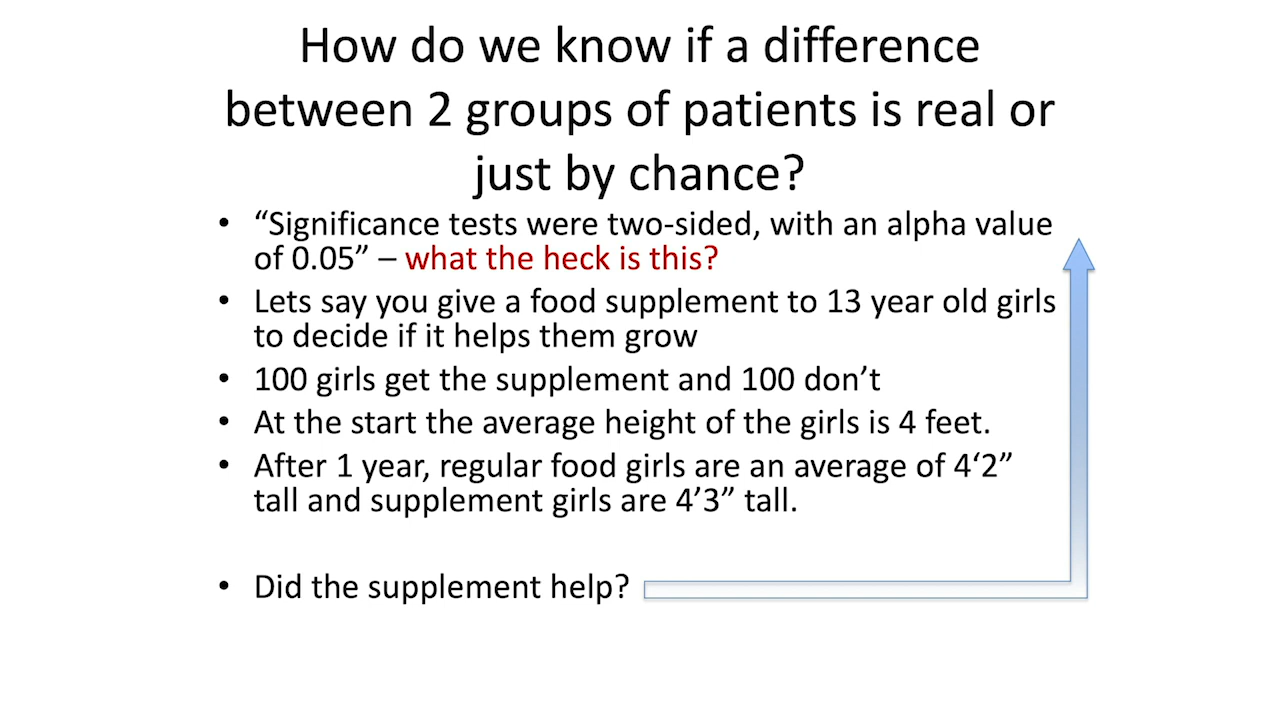 How do we know if a difference
between 2 groups of patients is real or
just by chance?
• “Significance tests were two-sided, with an alpha value
of 0.05” – what the heck is this?
• Lets say you give a food supplement to 13 year old girls
to decide if it helps them grow
• 100 girls get the supplement and 100 don’t
• At the start the average height of the girls is 4 feet.
• After 1 year, regular food girls are an average of 4‘2”
tall and supplement girls are 4’3” tall.
• Did the supplement help?